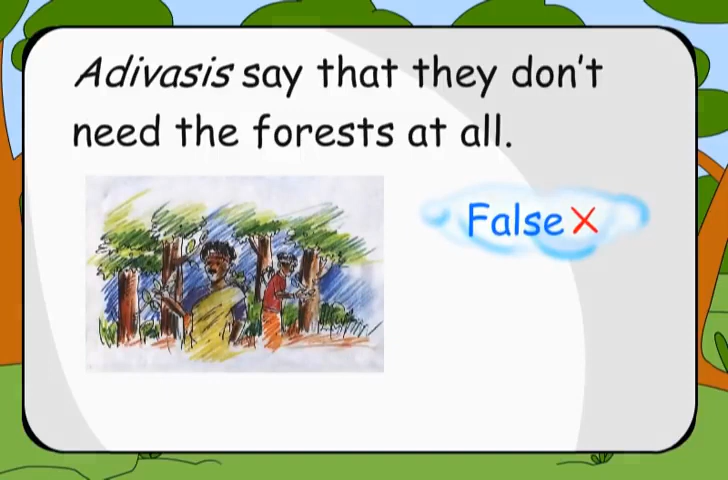 Adivasis say that they don't
need the forests at all.
False X